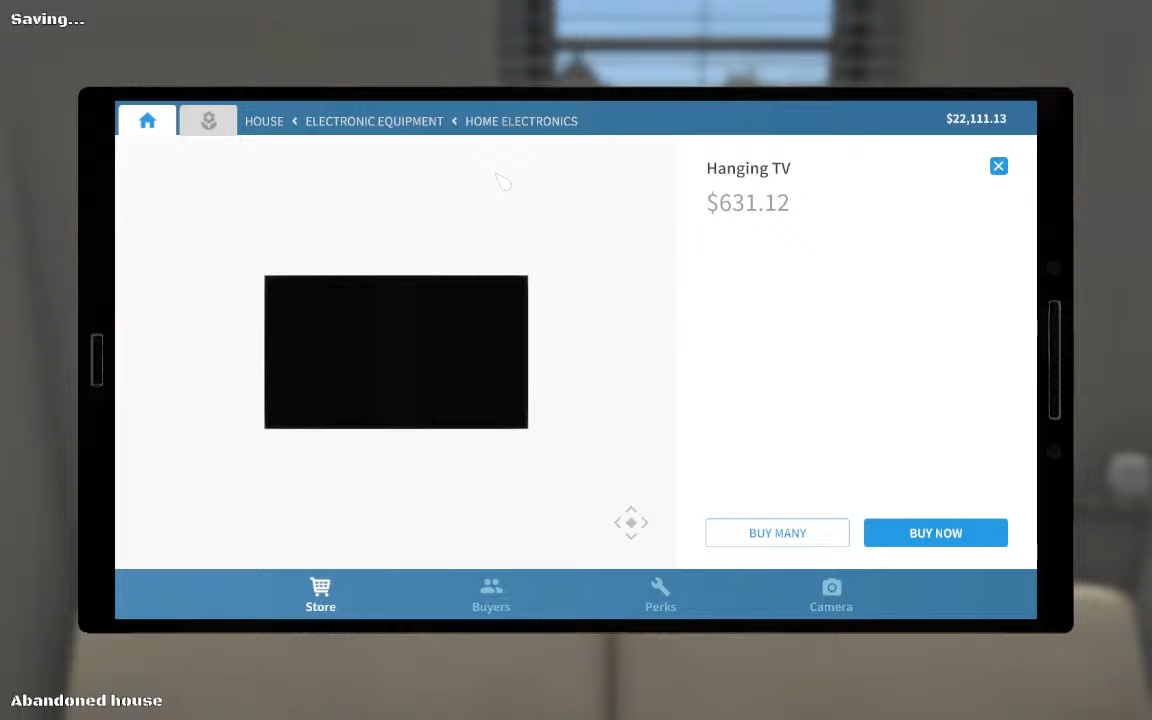 Saving...
HOUSE < ELECTRONIC EQUIPMENT < HOME ELECTRONICS
$22,111.13
Hanging TV
$631.12
BUY MANY
BUY NOW
Store
Buyers
Perks
Camera
Abandoned house